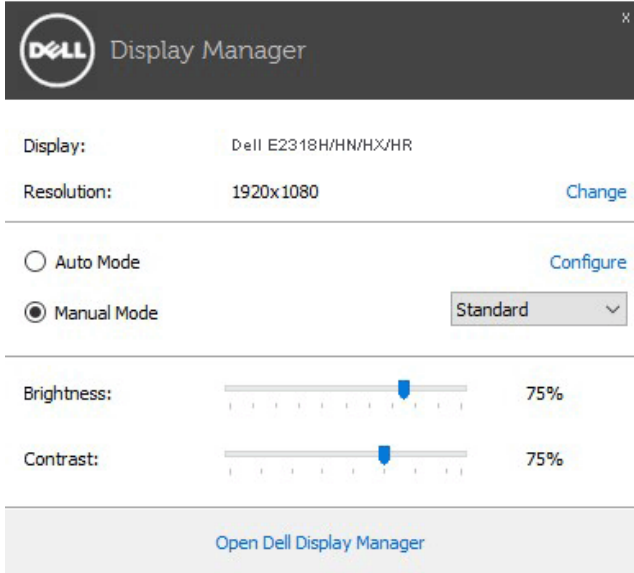 x
DELL Display Manager
Display: Dell E2318H/HN/HX/HR
Resolution: 1920x1080 Change
Auto Mode Configure
Manual Mode Standard
Brightness: 75%
Contrast: 75%
Open Dell Display Manager